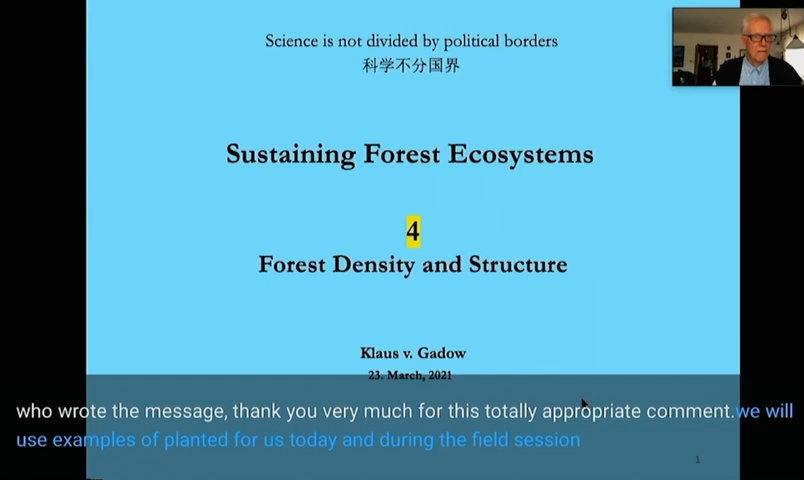 Science is not divided by political borders
科学不分国界
Sustaining Forest Ecosystems
4
Forest Density and Structure
Klaus v. Gadow
23. March, 2021
who wrote the message, thank you very much for this totally appropriate comment.we will
use examples of planted for us today and during the field session
1